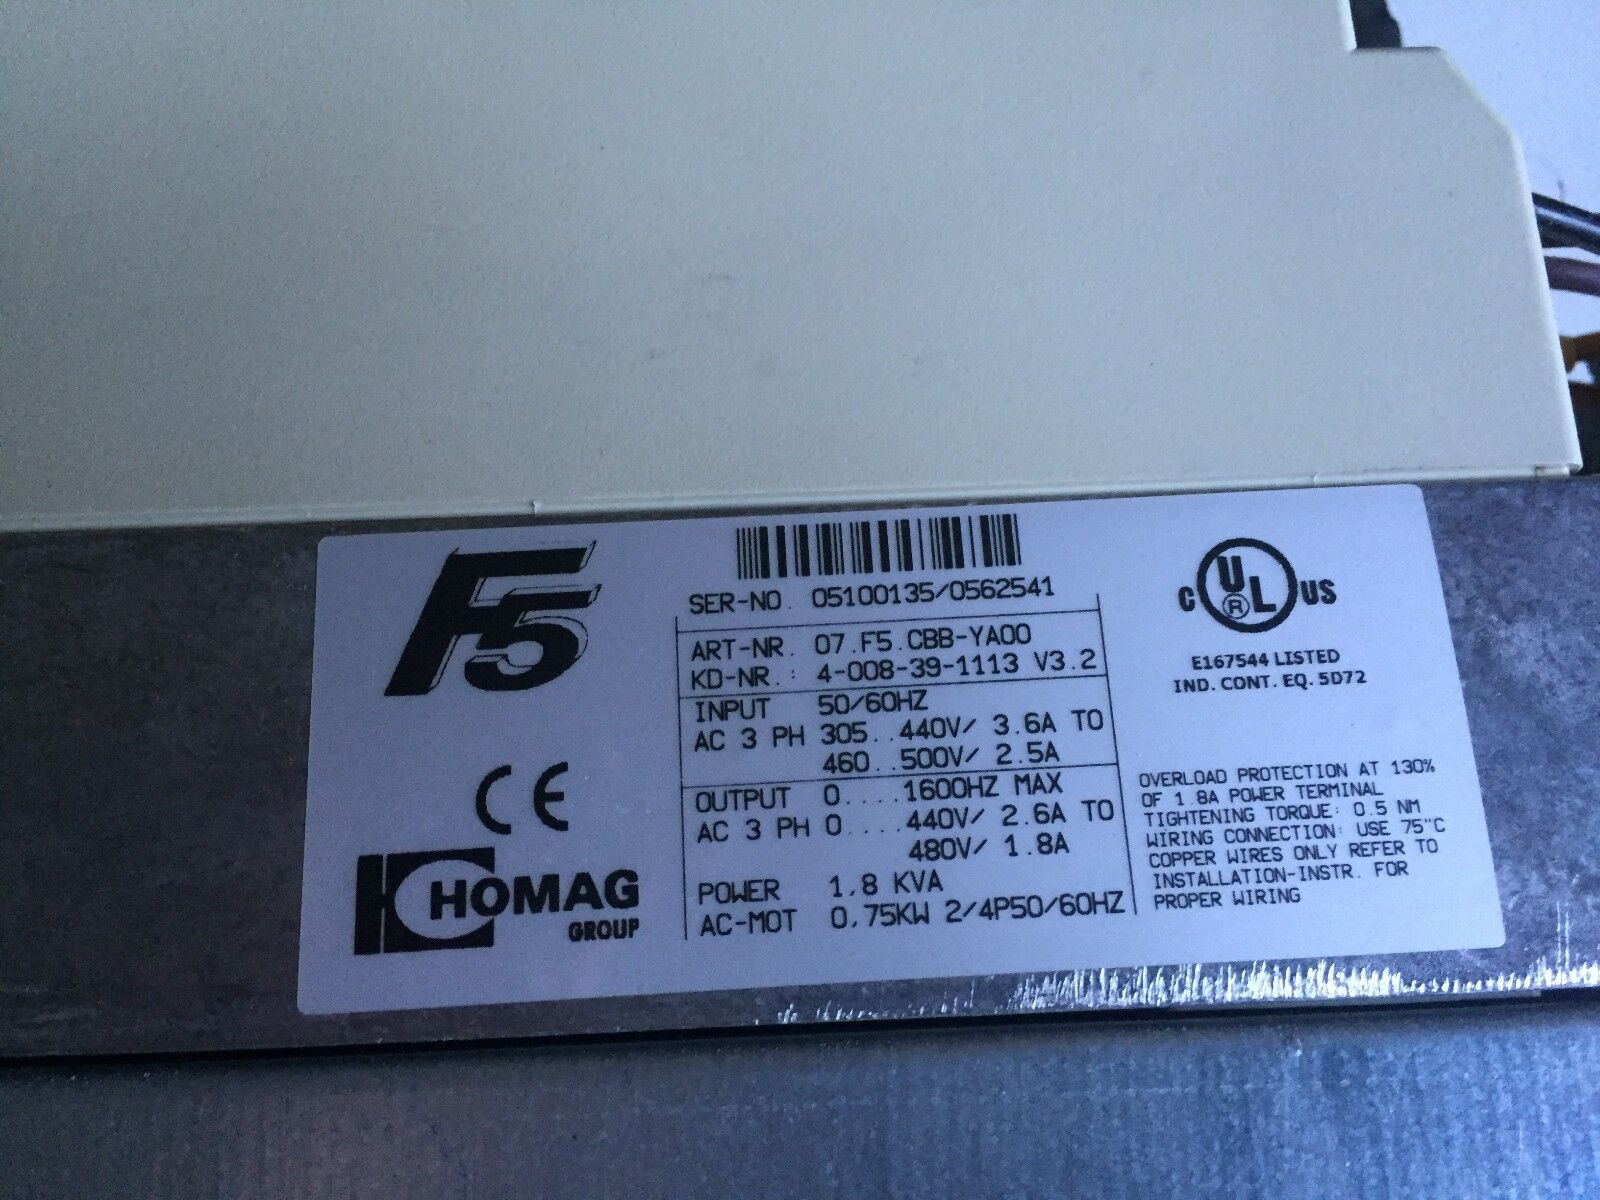 F5
SER-NO. 05100135/0562541
ART-NR. 07.F5.CBB-YA00
KD-NR.: 4-008-39-1113 V3.2
INPUT 50/60HZ
AC 3 PH 305..440V/ 3.6A TO
460..500V/ 2.5A
OUTPUT 0....1600HZ MAX
AC 3 PH 0....440V/ 2.6A TO
480V/ 1.8A
POWER 1,8 KVA
AC-MOT 0,75KW 2/4P50/60HZ
CE
HOMAG
GROUP
c UL ® US
E167544 LISTED
IND. CONT. EQ. 5D72
OVERLOAD PROTECTION AT 130%
OF 1.8A POWER TERMINAL
TIGHTENING TORQUE: 0.5 NM
WIRING CONNECTION: USE 75"C
COPPER WIRES ONLY REFER TO
INSTALLATION-INSTR. FOR
PROPER WIRING